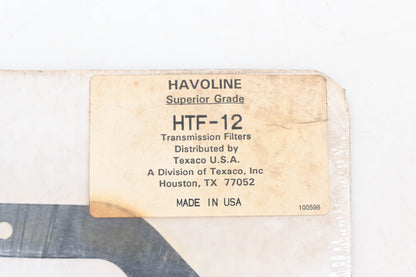 HAVOLINE
Superior Grade
HTF-12
Transmission Filters
Distributed by
Texaco U.S.A.
A Division of Texaco, Inc
Houston, TX 77052
MADE IN USA
100596